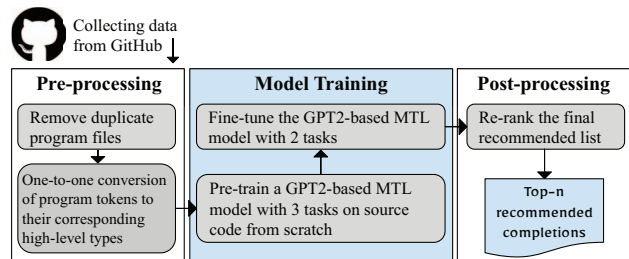 Collecting data
from GitHub
Pre-processing
Remove duplicate
program files
One-to-one conversion
of program tokens to
their corresponding
high-level types
Model Training
Fine-tune the GPT2-based MTL
model with 2 tasks
Pre-train a GPT2-based MTL
model with 3 tasks on source
code from scratch
Post-processing
Re-rank the final
recommended list
Top-n
recommended
completions